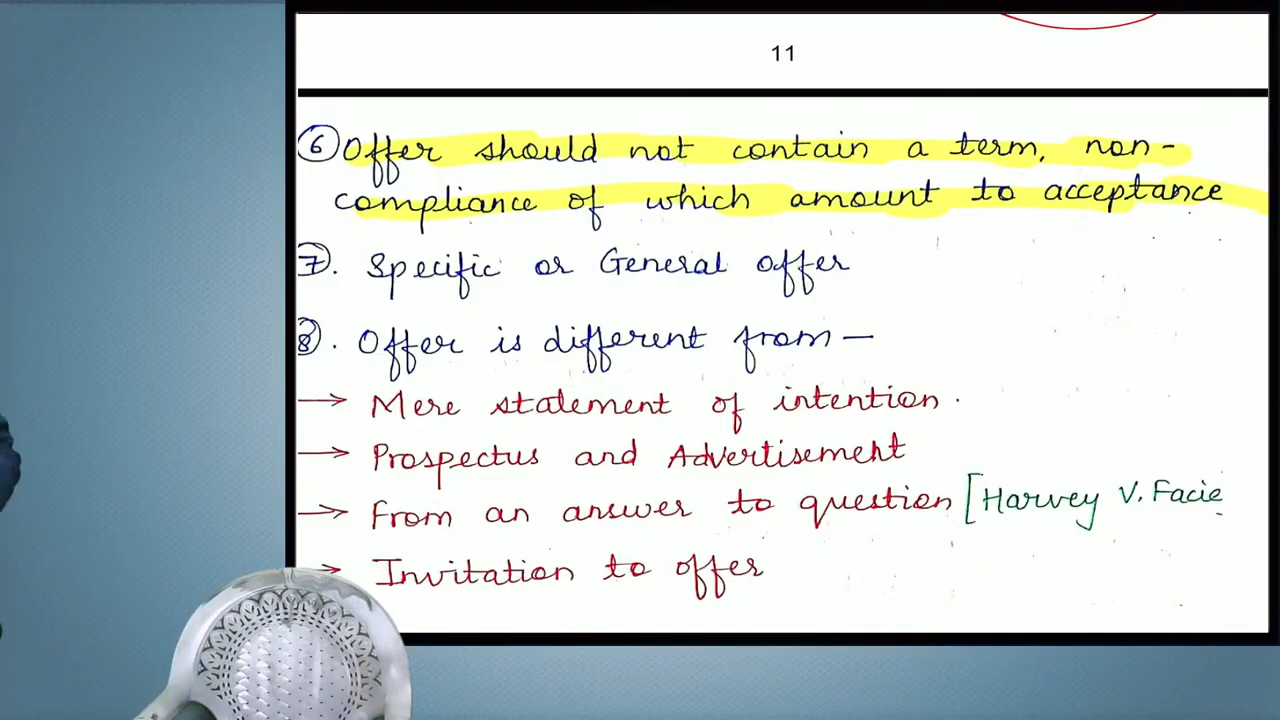 11
⑥ Offer should not contain a term, non-
compliance of which amount to acceptance
⑦. Specific or General offer
⑧. Offer is different from —
→ Mere statement of intention.
→ Prospectus and Advertisement
→ From an answer to question [Harvey V. Facie
→ Invitation to offer